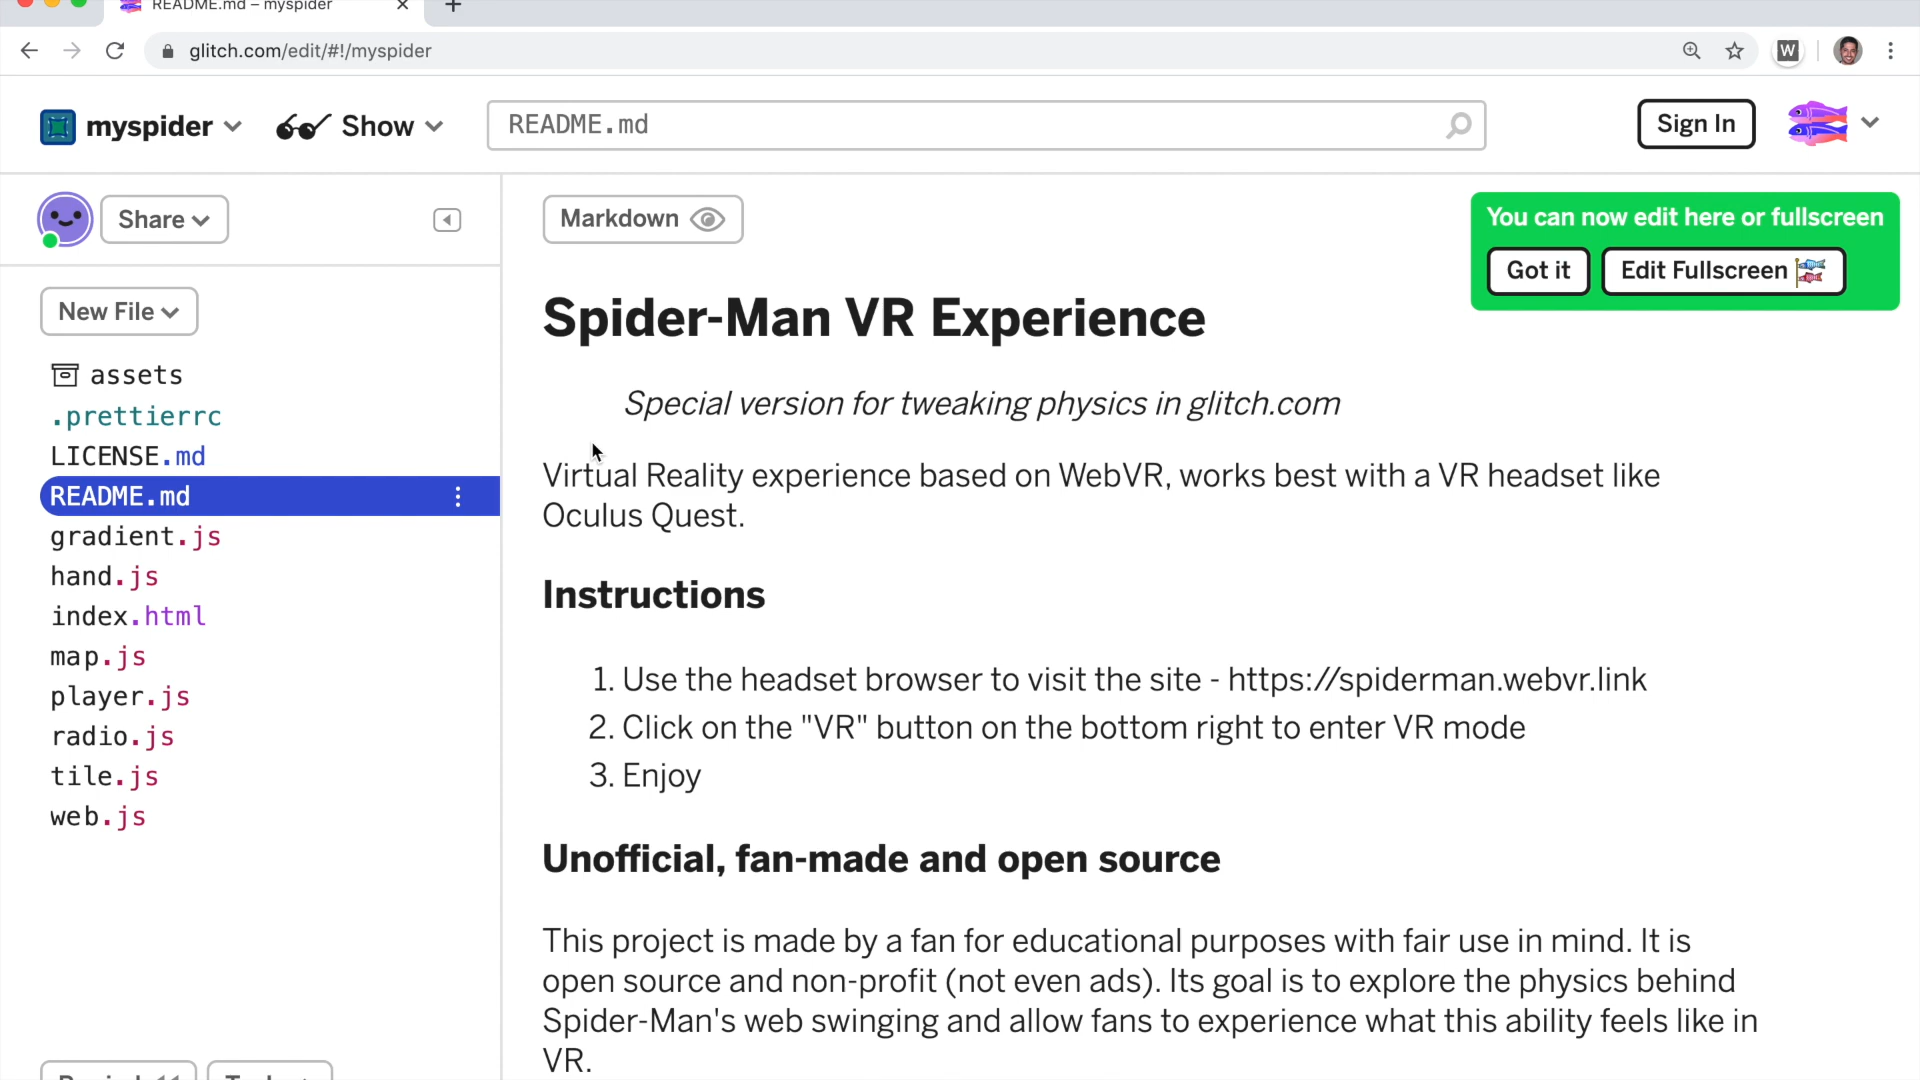 README.md – myspider
glitch.com/edit/#!/myspider
W
myspider
Show
README.md
Sign In
Share
Markdown
You can now edit here or fullscreen
Got it
Edit Fullscreen
New File
assets
.prettierrc
LICENSE.md
README.md
gradient.js
hand.js
index.html
map.js
player.js
radio.js
tile.js
web.js
Spider-Man VR Experience
Special version for tweaking physics in glitch.com
Virtual Reality experience based on WebVR, works best with a VR headset like
Oculus Quest.
Instructions
1. Use the headset browser to visit the site - https://spiderman.webvr.link
2. Click on the "VR" button on the bottom right to enter VR mode
3. Enjoy
Unofficial, fan-made and open source
This project is made by a fan for educational purposes with fair use in mind. It is
open source and non-profit (not even ads). Its goal is to explore the physics behind
Spider-Man's web swinging and allow fans to experience what this ability feels like in
VR.